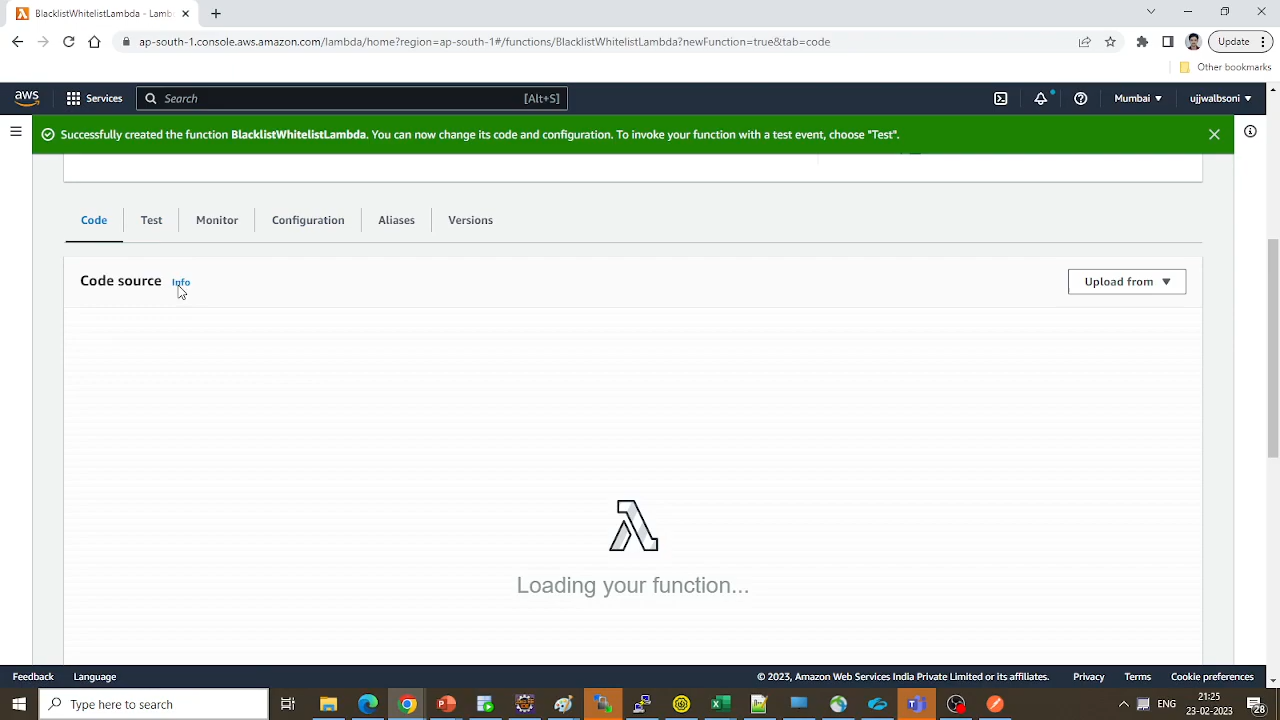 BlacklistWhitelistLambda - Lamb
ap-south-1.console.aws.amazon.com/lambda/home?region=ap-south-1#/functions/BlacklistWhitelistLambda?newFunction=true&tab=code
Update
Other bookmarks
aws
Services
Search
[Alt+S]
Mumbai
ujjwalbsoni
Successfully created the function BlacklistWhitelistLambda. You can now change its code and configuration. To invoke your function with a test event, choose "Test".
Code
Test
Monitor
Configuration
Aliases
Versions
Code source
Info
Upload from
Loading your function...
Feedback
Language
© 2023, Amazon Web Services India Private Limited or its affiliates.
Privacy
Terms
Cookie preferences
Type here to search
ENG
21:25
23-02-2023
28